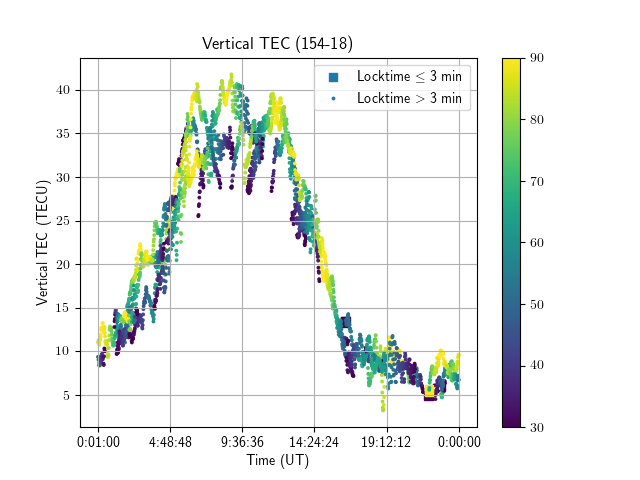 Vertical TEC (154-18)
Locktime ≤ 3 min
Locktime > 3 min
Vertical TEC (TECU)
40
35
30
25
20
15
10
5
0:01:00 4:48:48 9:36:36 14:24:24 19:12:12 0:00:00
Time (UT)
90
80
70
60
50
40
30